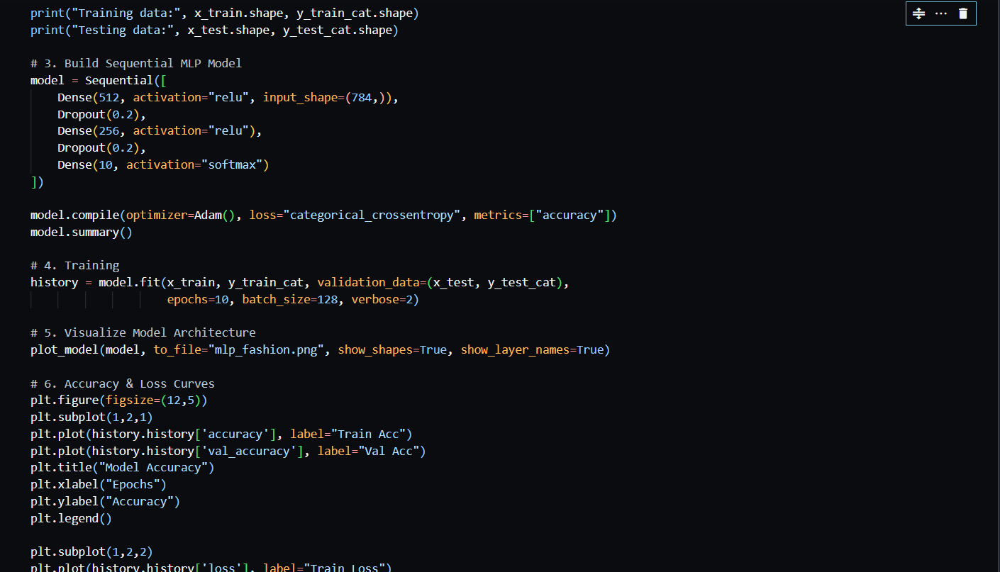 print("Training data:", x_train.shape, y_train_cat.shape)
print("Testing data:", x_test.shape, y_test_cat.shape)

# 3. Build Sequential MLP Model
model = Sequential([
    Dense(512, activation="relu", input_shape=(784,)),
    Dropout(0.2),
    Dense(256, activation="relu"),
    Dropout(0.2),
    Dense(10, activation="softmax")
])

model.compile(optimizer=Adam(), loss="categorical_crossentropy", metrics=["accuracy"])
model.summary()

# 4. Training
history = model.fit(x_train, y_train_cat, validation_data=(x_test, y_test_cat),
                    epochs=10, batch_size=128, verbose=2)

# 5. Visualize Model Architecture
plot_model(model, to_file="mlp_fashion.png", show_shapes=True, show_layer_names=True)

# 6. Accuracy & Loss Curves
plt.figure(figsize=(12,5))
plt.subplot(1,2,1)
plt.plot(history.history['accuracy'], label="Train Acc")
plt.plot(history.history['val_accuracy'], label="Val Acc")
plt.title("Model Accuracy")
plt.xlabel("Epochs")
plt.ylabel("Accuracy")
plt.legend()

plt.subplot(1,2,2)
plt.plot(history.history['loss'], label="Train Loss")